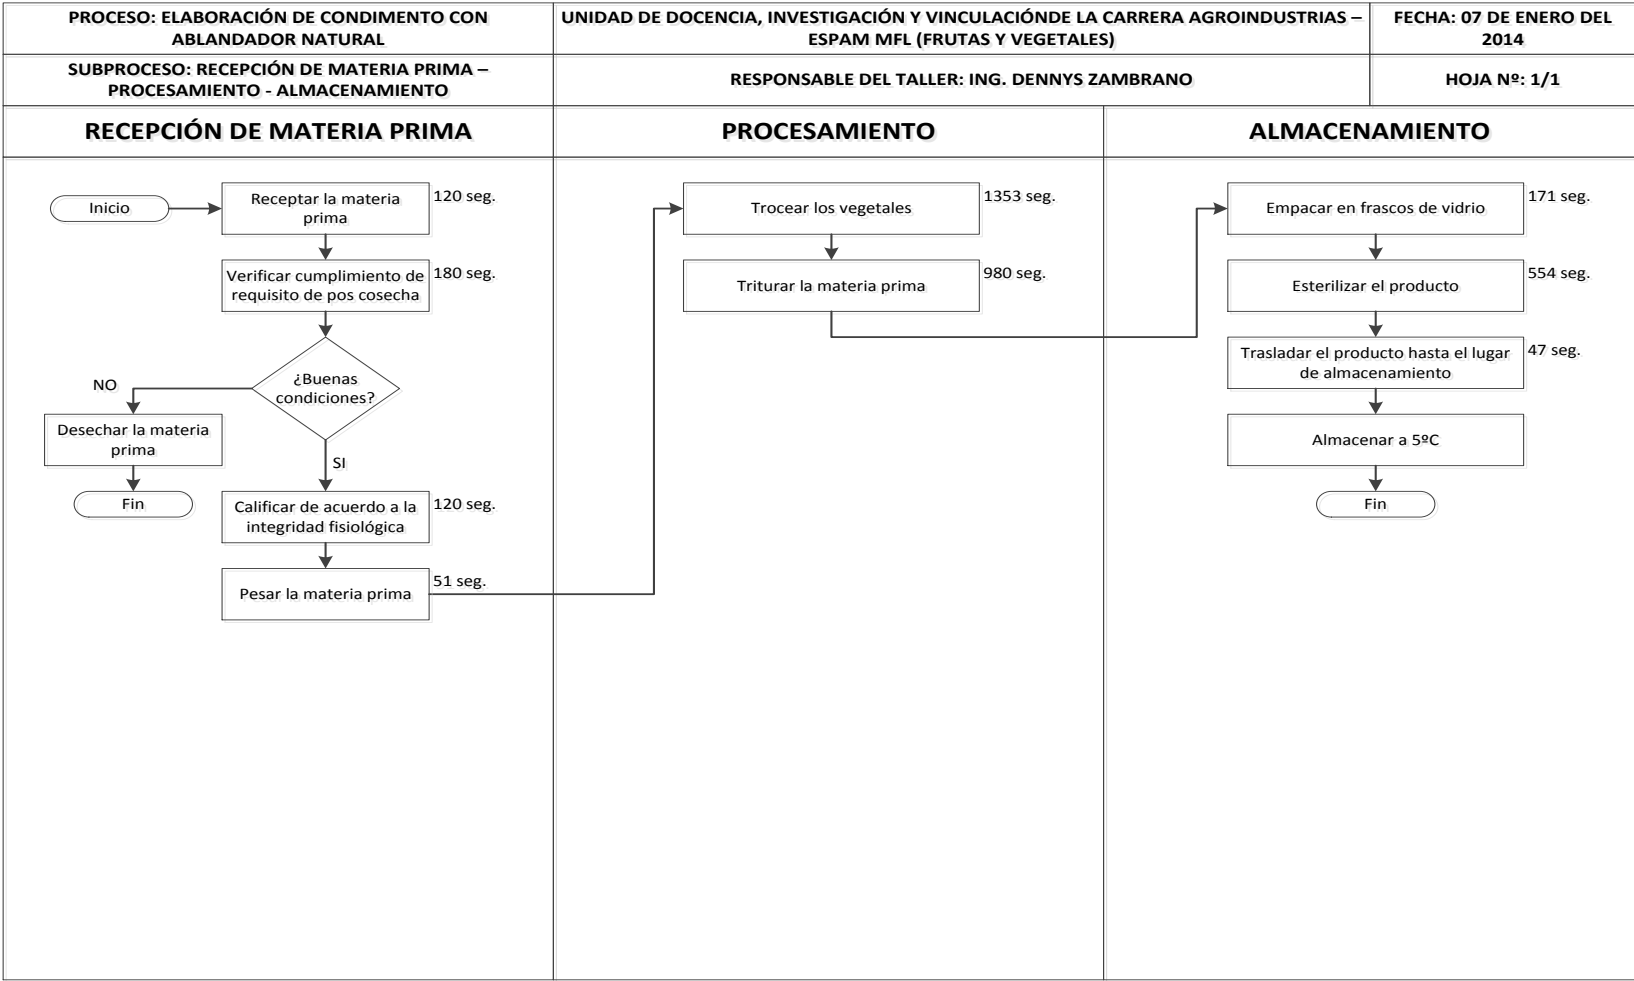 PROCESO: ELABORACIÓN DE CONDIMENTO CON
ABLANDADOR NATURAL
UNIDAD DE DOCENCIA, INVESTIGACIÓN Y VINCULACIÓNDE LA CARRERA AGROINDUSTRIAS –
ESPAM MFL (FRUTAS Y VEGETALES)
FECHA: 07 DE ENERO DEL
2014
SUBPROCESO: RECEPCIÓN DE MATERIA PRIMA –
PROCESAMIENTO - ALMACENAMIENTO
RESPONSABLE DEL TALLER: ING. DENNYS ZAMBRANO
HOJA Nº: 1/1
RECEPCIÓN DE MATERIA PRIMA
PROCESAMIENTO
ALMACENAMIENTO
Inicio
Receptar la materia
prima
120 seg.
Verificar cumplimiento de
requisito de pos cosecha
180 seg.
¿Buenas
condiciones?
NO
Desechar la materia
prima
Fin
SI
Calificar de acuerdo a la
integridad fisiológica
120 seg.
Pesar la materia prima
51 seg.
Trocear los vegetales
1353 seg.
Triturar la materia prima
980 seg.
Empacar en frascos de vidrio
171 seg.
Esterilizar el producto
554 seg.
Trasladar el producto hasta el lugar
de almacenamiento
47 seg.
Almacenar a 5ºC
Fin